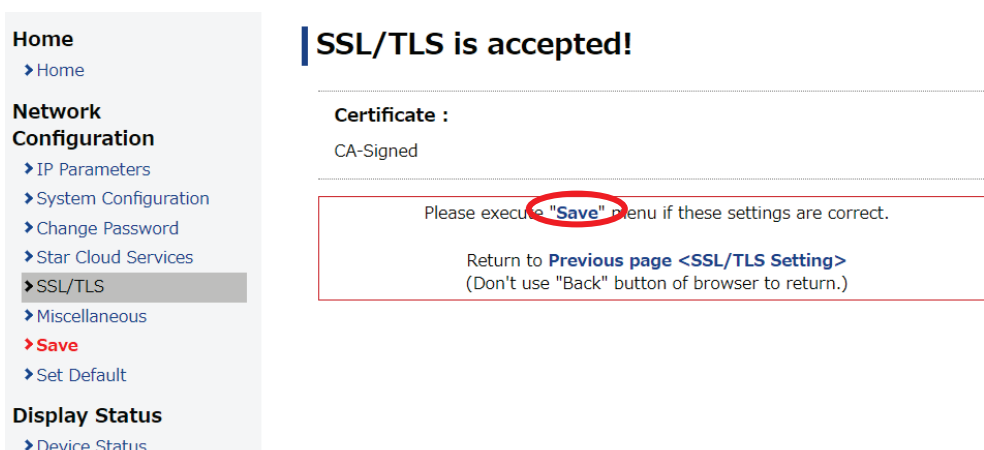 Home
Home
Network
Configuration
IP Parameters
System Configuration
Change Password
Star Cloud Services
SSL/TLS
Miscellaneous
Save
Set Default
Display Status
Device Status
SSL/TLS is accepted!
Certificate :
CA-Signed
Please execute "Save" menu if these settings are correct.
Return to Previous page <SSL/TLS Setting>
(Don't use "Back" button of browser to return.)